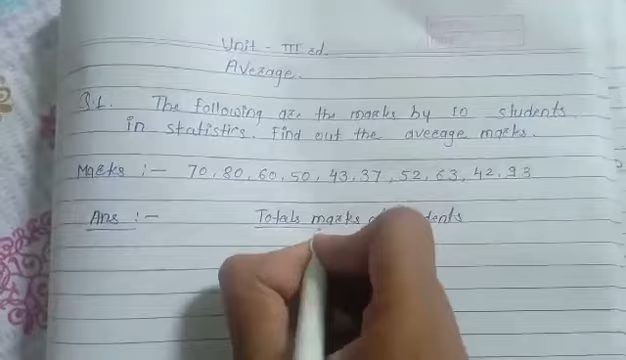 Unit - III rd.
Average.
Q.1. The following are the marks by 10 students
in statistics. Find out the average marks.
Marks :- 70, 80, 60, 50, 43, 37, 52, 63, 42, 93
Ans :- Totals marks